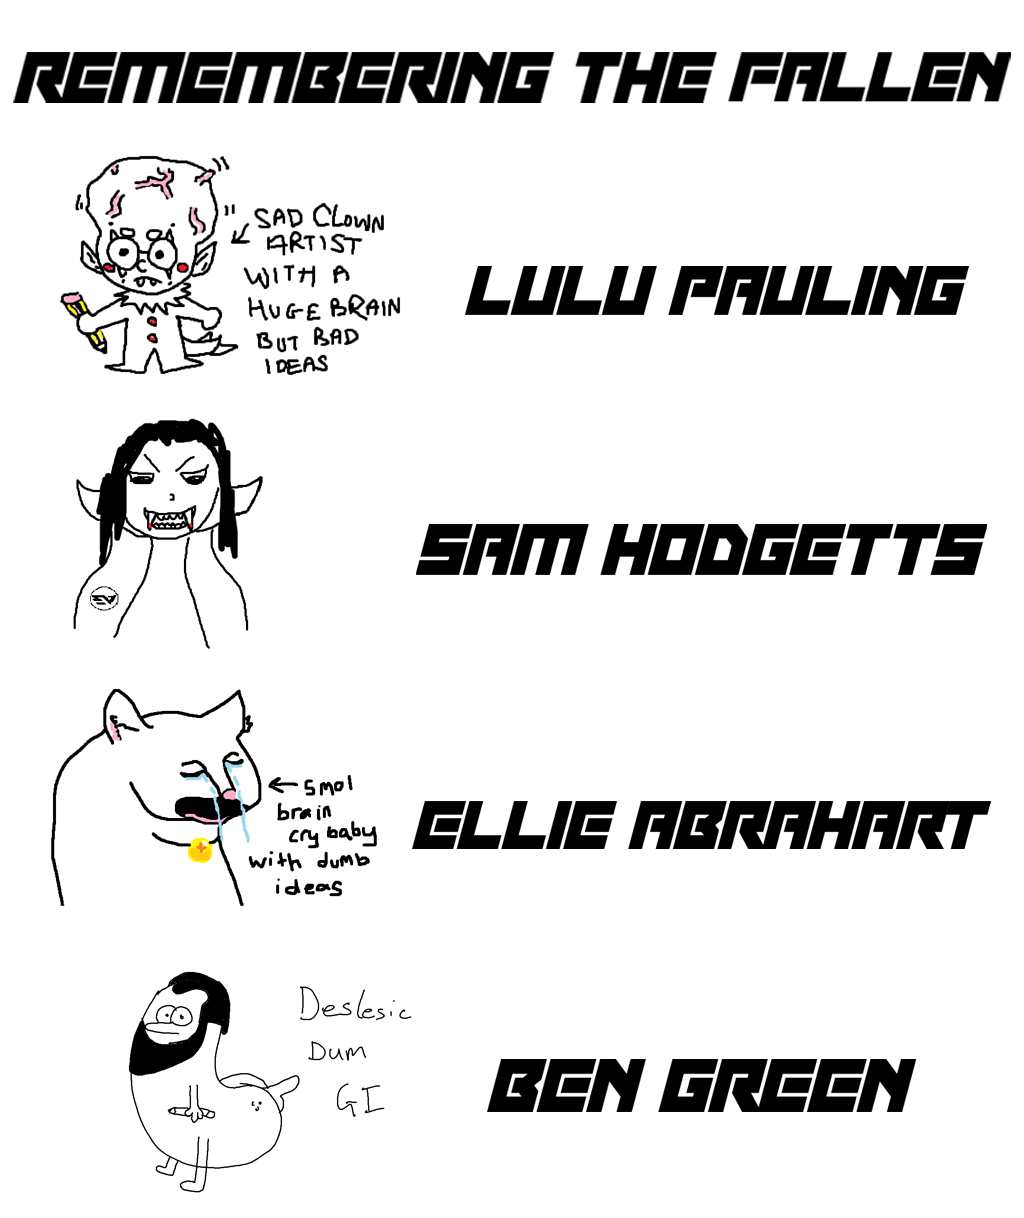 REMEMBERING THE FALLEN
SAD CLOWN
ARTIST
WITH A
HUGE BRAIN
BUT BAD
IDEAS
LULU PAULING
SAM HODGETTS
smol
brain
cry baby
with dumb
ideas
ELLIE ABRAHART
Deslesic
Dum
GI
BEN GREEN